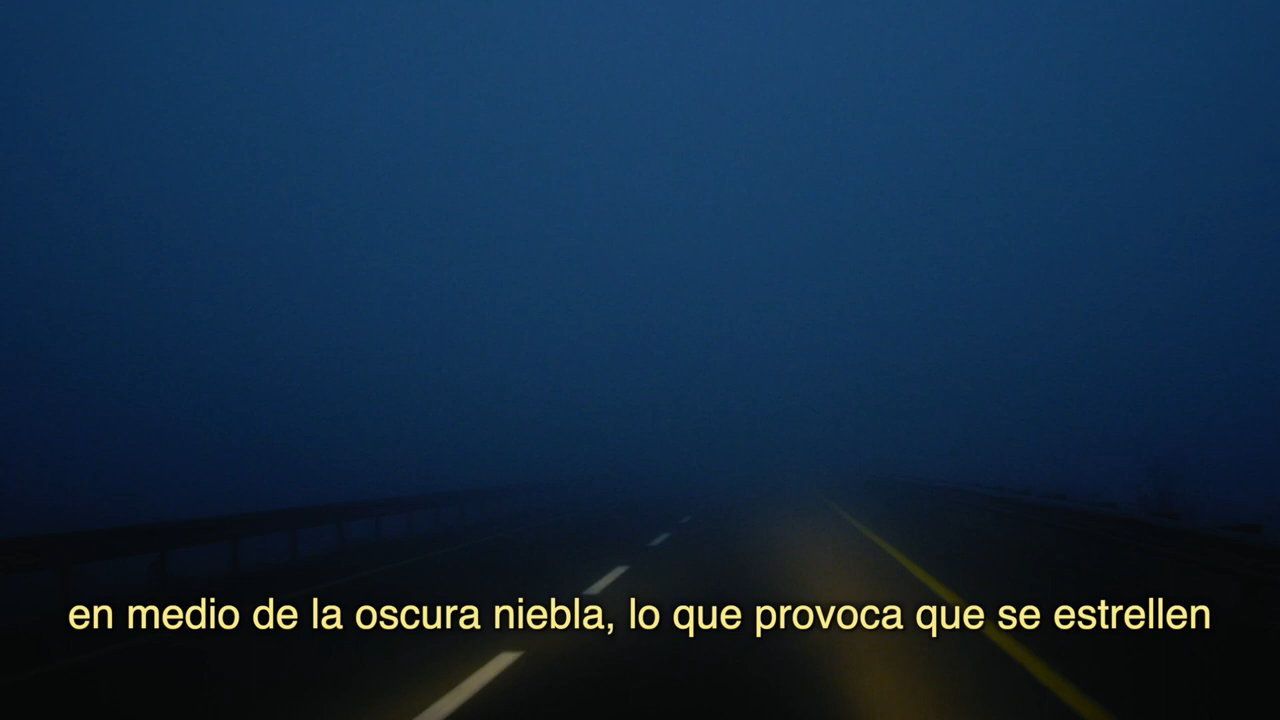 en medio de la oscura niebla, lo que provoca que se estrellen